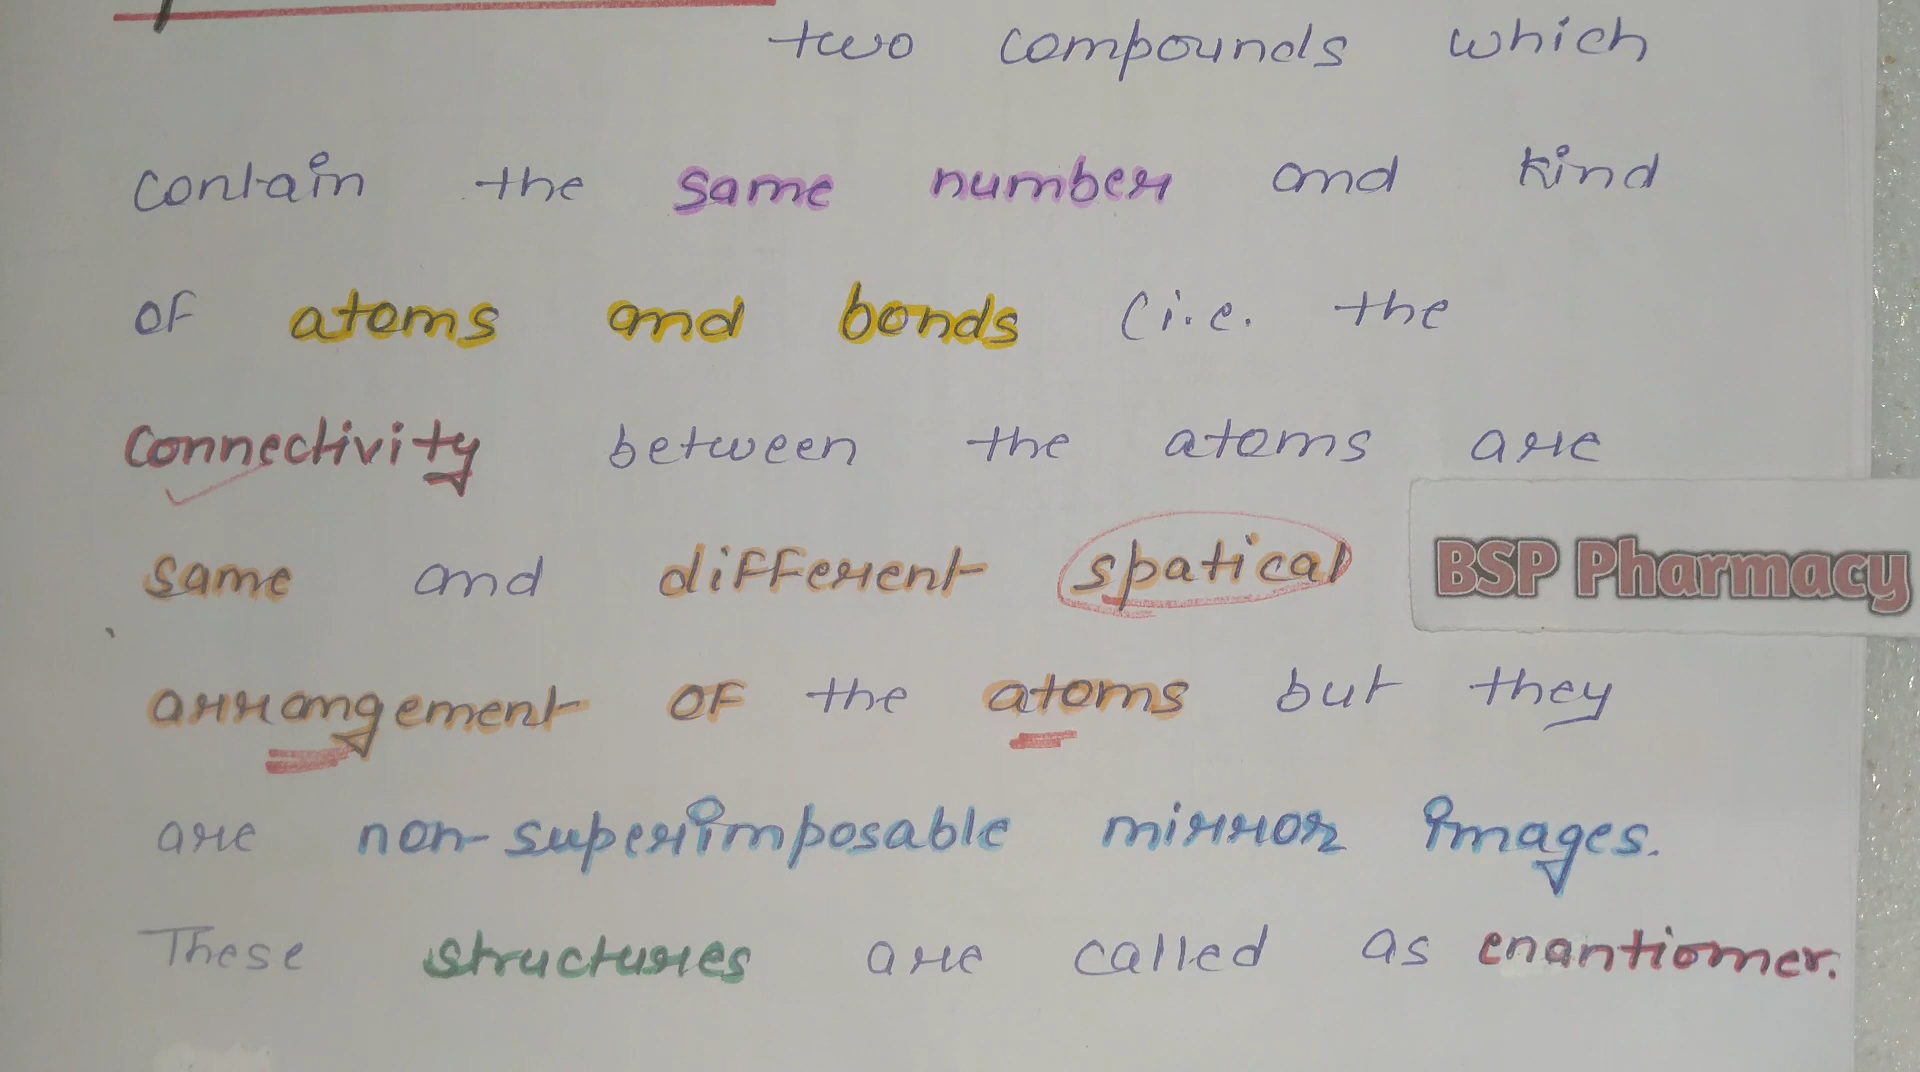 two compounds which
contain the same number and kind
of atoms and bonds (i.e. the
connectivity between the atoms are
same and different spatical
BSP Pharmacy
arrangement of the atoms but they
are non-superimposable mirror images.
These structures are called as enantiomer.